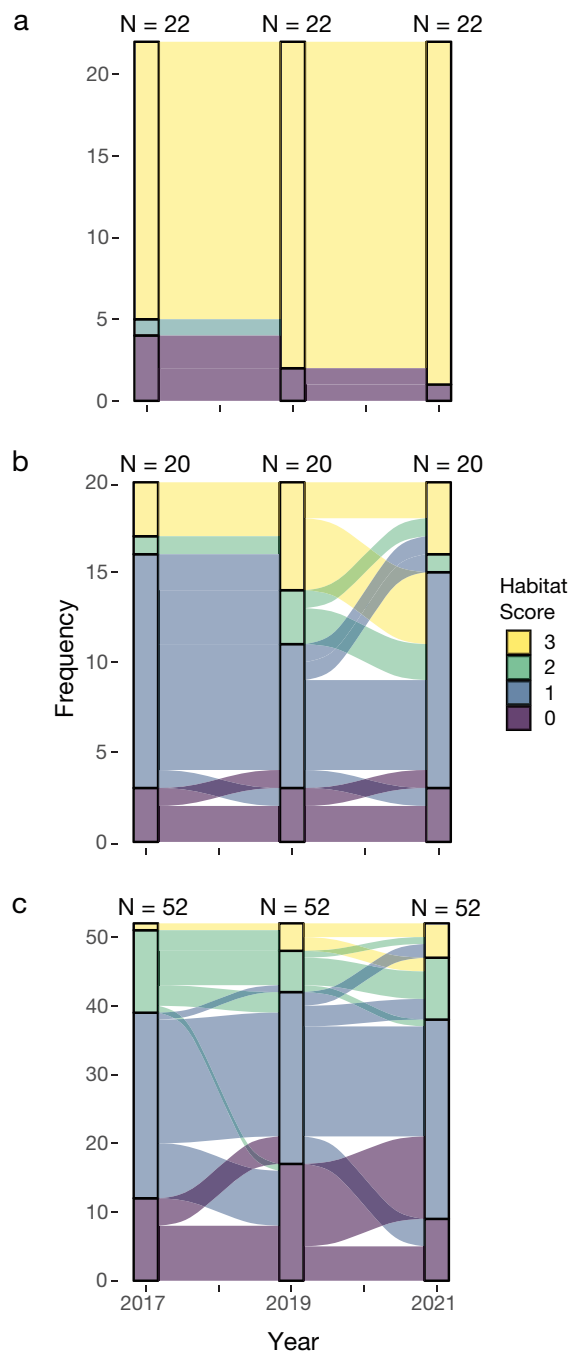 a
N = 22 N = 22 N = 22
20
15
10
5
0
b
N = 20 N = 20 N = 20
20
15
10
5
0
Frequency
Habitat
Score
3
2
1
0
c
N = 52 N = 52 N = 52
50
40
30
20
10
0
2017 2019 2021
Year